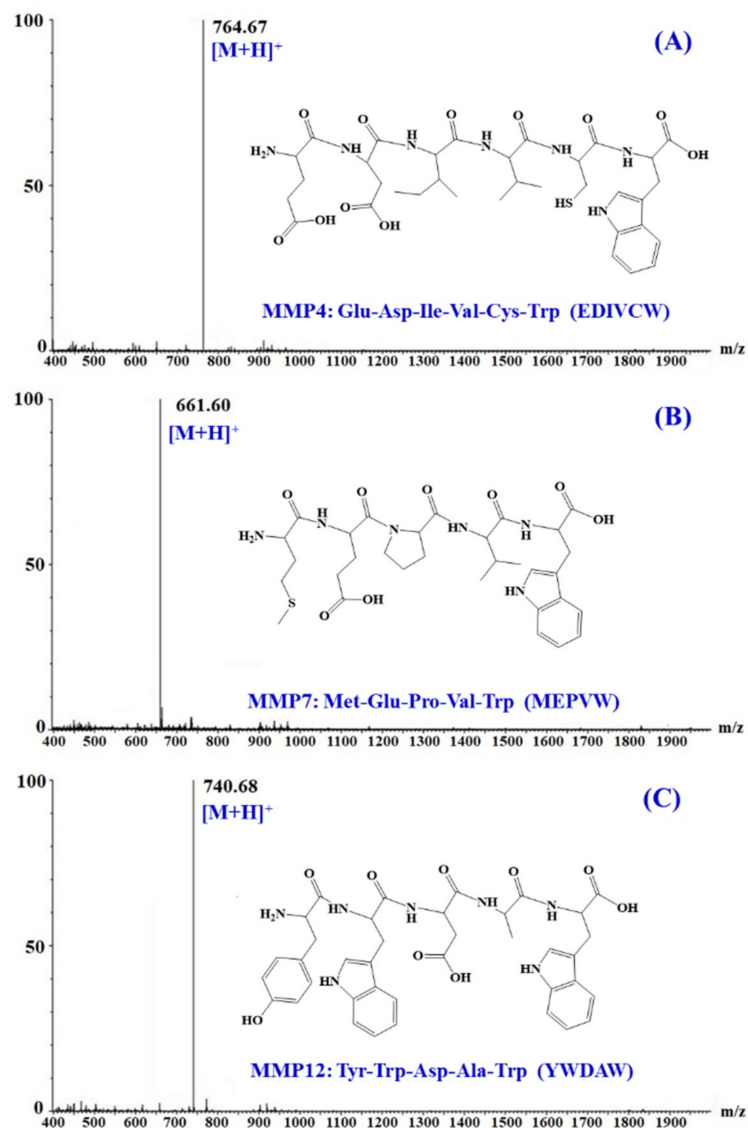 100
764.67
[M+H]+
(A)
O
O
O
O
O
O
H2N
NH
H
N
H
N
NH
N
H
OH
OH
O
O
OH
HS
HN
50
MMP4: Glu-Asp-Ile-Val-Cys-Trp (EDIVCW)
0
400 500 600 700 800 900 1000 1100 1200 1300 1400 1500 1600 1700 1800 1900 m/z
100
661.60
[M+H]+
(B)
O
O
O
O
O
H2N
H
N
N
HN
N
H
OH
S
O
OH
HN
50
MMP7: Met-Glu-Pro-Val-Trp (MEPVW)
0
400 500 600 700 800 900 1000 1100 1200 1300 1400 1500 1600 1700 1800 1900 m/z
100
740.68
[M+H]+
(C)
O
O
O
O
O
H2N
HN
N
H
NH
N
H
OH
O
OH
HN
HN
HO
50
MMP12: Tyr-Trp-Asp-Ala-Trp (YWDAW)
0
400 500 600 700 800 900 1000 1100 1200 1300 1400 1500 1600 1700 1800 1900 m/z